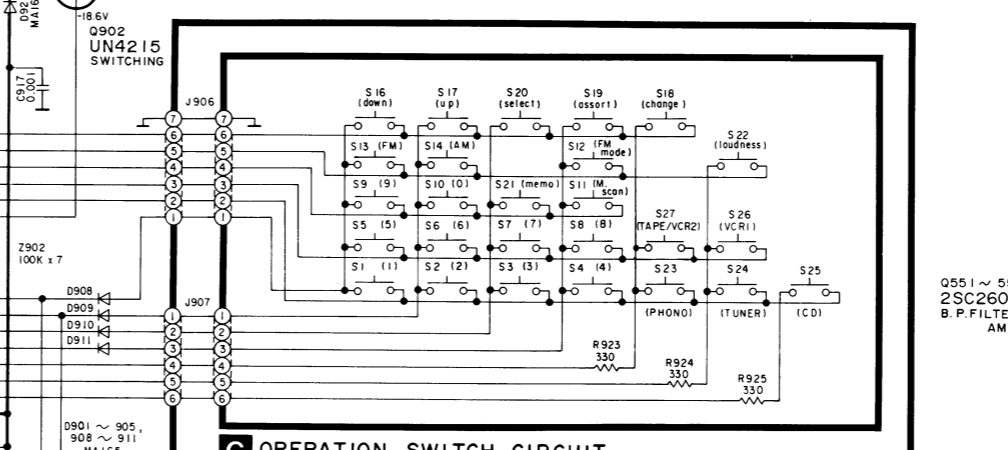 D92
MA16
-18.6V
Q902
UN4215
SWITCHING
C917
0.001
J906
7 7
6 6
5 5
4 4
3 3
2 2
1 1
S16 S17 S20 S19 S18
(down) (up) (select) (assort) (change)
S22
(loudness)
S13 (FM) S14 (AM) S12 (FM mode)
S9 (9) S10 (0) S21 (memo) S11 (M. scan)
S27 S26
(TAPE/VCR2) (VCR1)
S5 (5) S6 (6) S7 (7) S8 (8)
S1 (1) S2 (2) S3 (3) S4 (4) S23 S24 S25
(PHONO) (TUNER) (CD)
Z902
100K x 7
D908
D909
D910
D911
J907
1 1
2 2
3 3
4 4
5 5
6 6
R923
330
R924
330
R925
330
Q551 ~ 55
2SC260
B.P.FILTE
AM
D901 ~ 905,
908 ~ 911
C OPERATION SWITCH CIRCUIT